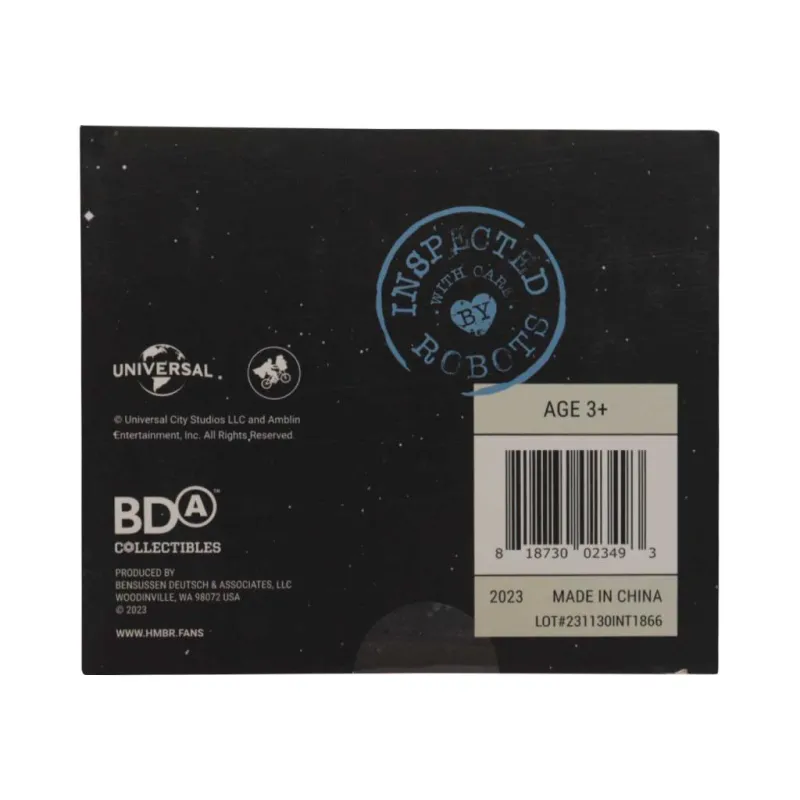 INSPECTED
WITH CARE
BY
ROBOTS
UNIVERSAL
© Universal City Studios LLC and Amblin
Entertainment, Inc. All Rights Reserved.
BDA™
COLLECTIBLES
PRODUCED BY
BENSUSSEN DEUTSCH & ASSOCIATES, LLC
WOODINVILLE, WA 98072 USA
© 2023
WWW.HMBR.FANS
AGE 3+
8 18730 02349 3
2023 MADE IN CHINA
LOT#231130INT1866